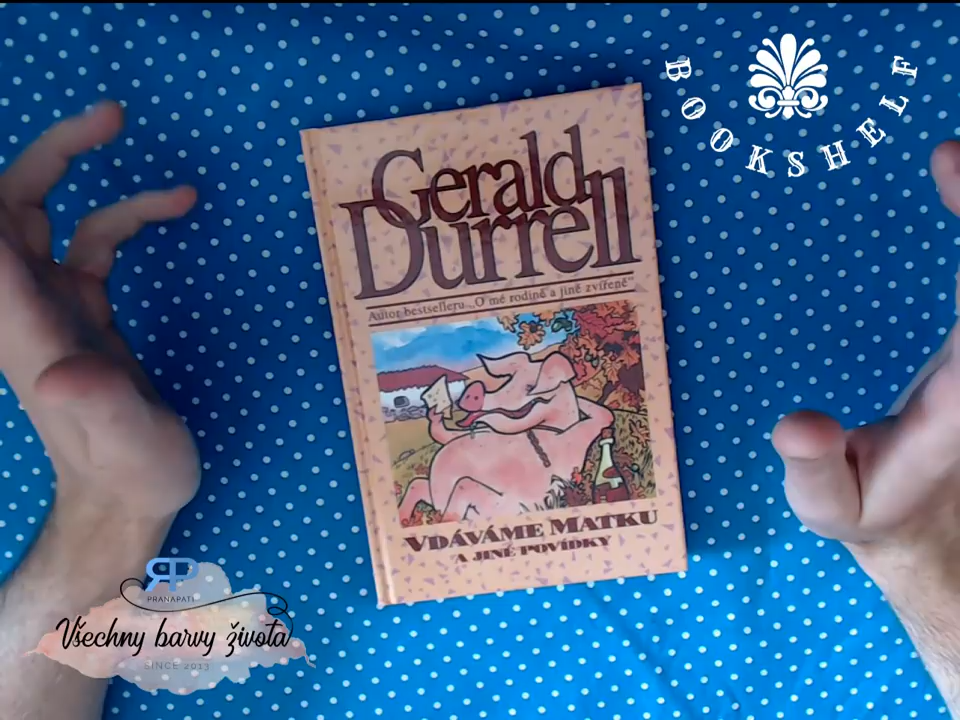 BOOKSHELF
Gerald
Durrell
Autor bestselleru „O mé rodině a jiné zvířeně"
VDÁVÁME MATKU
A JINÉ POVÍDKY
RP
PRANAPATI
Všechny barvy života
SINCE 2013